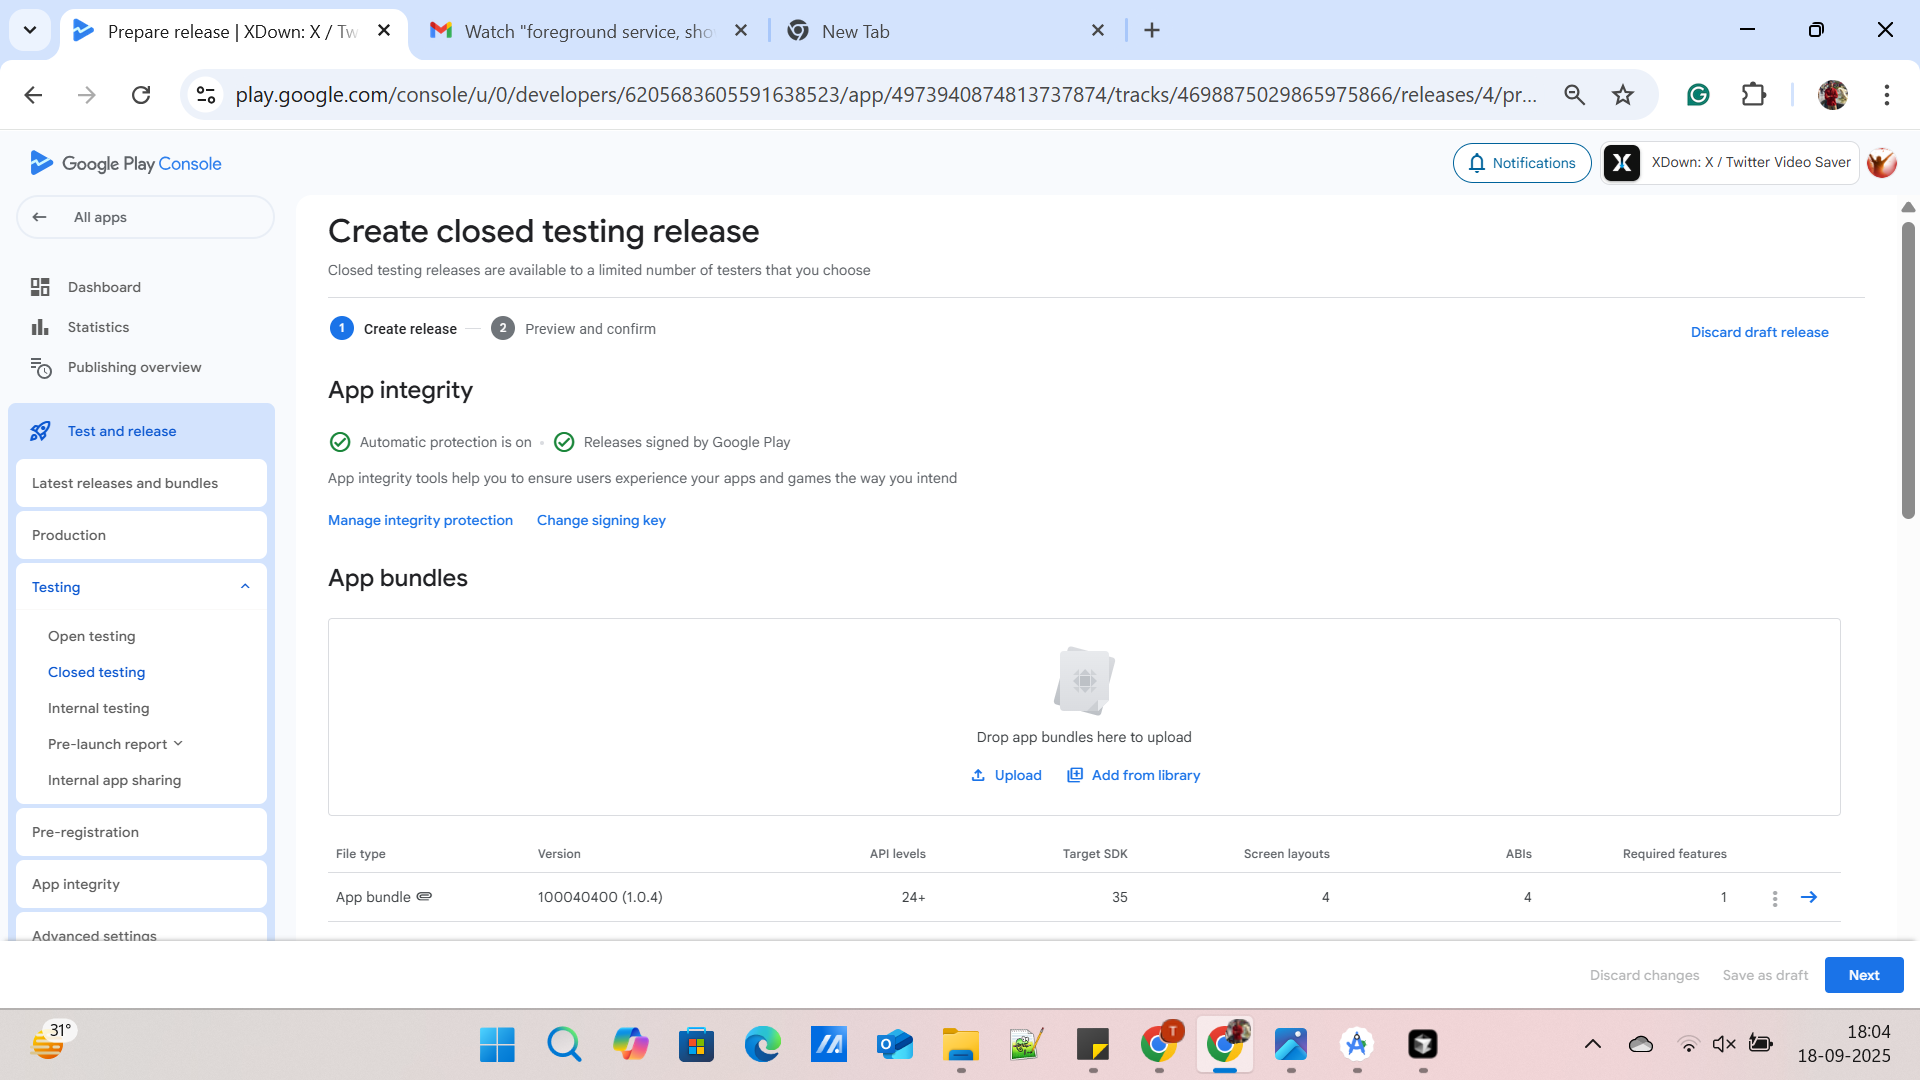 Prepare release | XDown: X / Tw
Watch "foreground service, sho
New Tab
play.google.com/console/u/0/developers/6205683605591638523/app/4973940874813737874/tracks/4698875029865975866/releases/4/pr...
Google Play Console
Notifications
XDown: X / Twitter Video Saver
All apps
Dashboard
Statistics
Publishing overview
Test and release
Latest releases and bundles
Production
Testing
Open testing
Closed testing
Internal testing
Pre-launch report
Internal app sharing
Pre-registration
App integrity
Advanced settings
Create closed testing release
Closed testing releases are available to a limited number of testers that you choose
1 Create release
2 Preview and confirm
Discard draft release
App integrity
Automatic protection is on • Releases signed by Google Play
App integrity tools help you to ensure users experience your apps and games the way you intend
Manage integrity protection Change signing key
App bundles
Drop app bundles here to upload
Upload Add from library
File type Version API levels Target SDK Screen layouts ABIs Required features
App bundle 100040400 (1.0.4) 24+ 35 4 4 1
Discard changes Save as draft Next
31°
18:04
18-09-2025